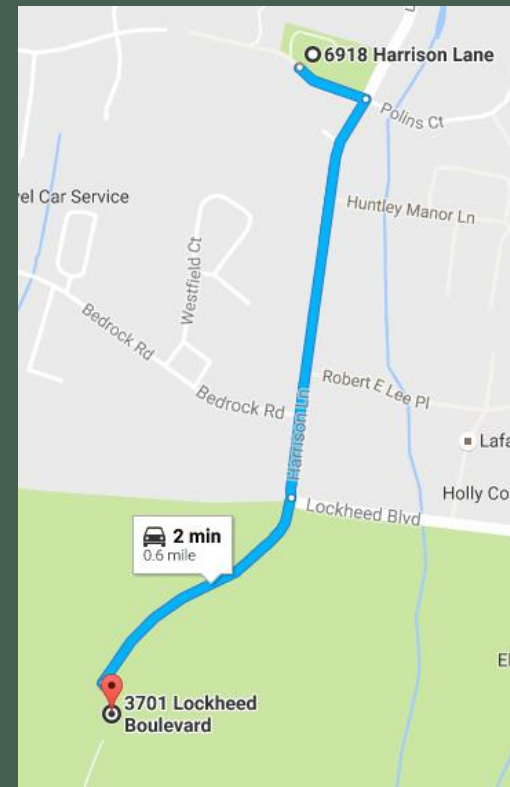 6918 Harrison Lane
Polins Ct
vel Car Service
Huntley Manor Ln
Westfield Ct
Bedrock Rd
Robert E Lee Pl
Bedrock Rd
Harrison Ln
Lafa
Holly Co
Lockheed Blvd
2 min
0.6 mile
El
3701 Lockheed
Boulevard